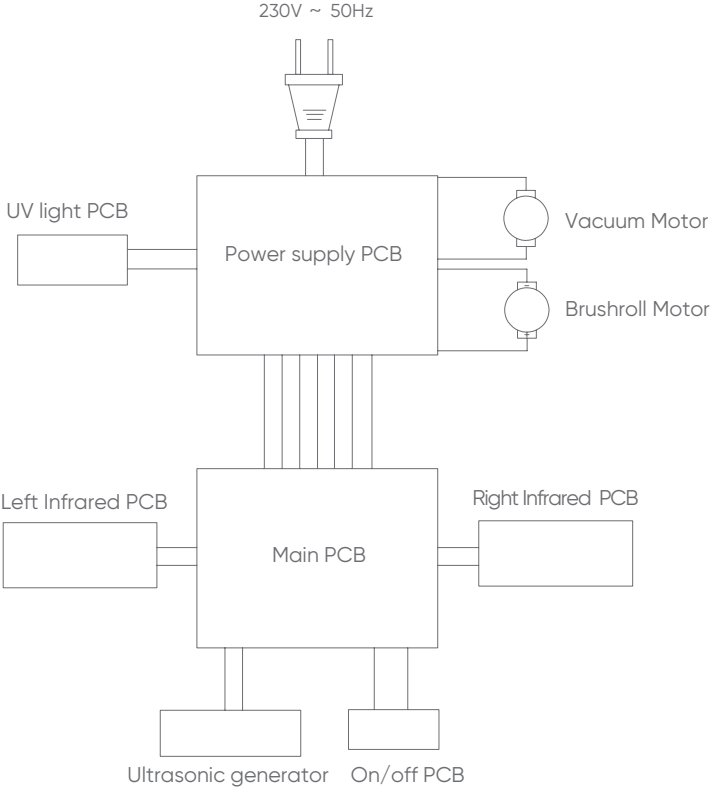 230V ~ 50Hz
UV light PCB
Vacuum Motor
Power supply PCB
Brushroll Motor
Left Infrared PCB
Right Infrared PCB
Main PCB
Ultrasonic generator
On/off PCB